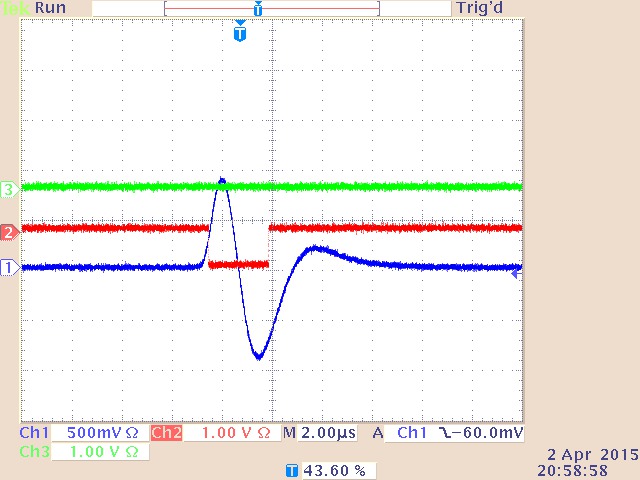 Tek Run Trig'd
T
T
3
2
1
Ch1 500mV Ω Ch2 1.00 V Ω M 2.00µs A Ch1 ∖ −60.0mV
Ch3 1.00 V Ω
T 43.60 %
2 Apr 2015
20:58:58